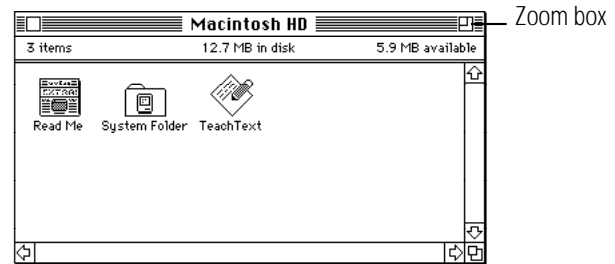 Macintosh HD
Zoom box
3 items 12.7 MB in disk 5.9 MB available
EXTRA!
Read Me System Folder TeachText